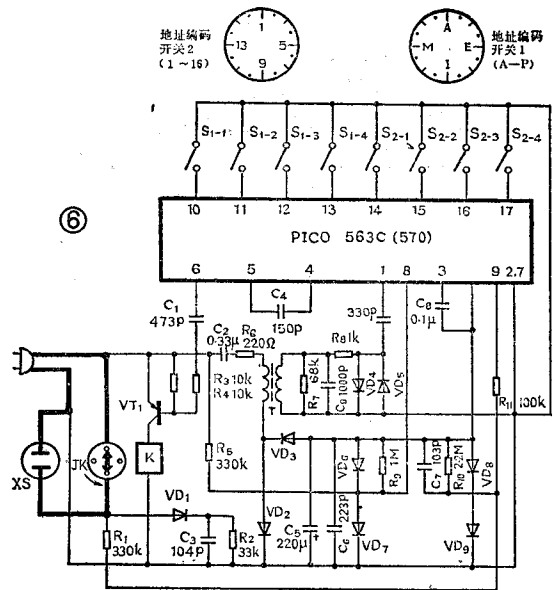 地址编码
开关2
(1~16)
1
13
5
9
A
M
E
1
地址编码
开关1
(A—P)
S1-1
S1-2
S1-3
S1-4
S2-1
S2-2
S2-3
S2-4
⑥
10
11
12
13
14
15
16
17
PICO 563C (570)
6
5
4
1
8
3
9
2.7
C1
473p
C4
150p
330p
C8
0.1μ
C2
0.33μ
R6
220Ω
R8 1k
R3 10k
R4 10k
T
R7
68k
C9 1000p
VD4
VD5
R11
100k
VT1
K
XS
JK
R5
330k
VD3
VD6
R9 1M
C7 103p
R10 2.2M
VD8
VD1
C3
104p
R2
33k
VD2
C5
220μ
+
C6
223p
VD7
VD9
R1
330k